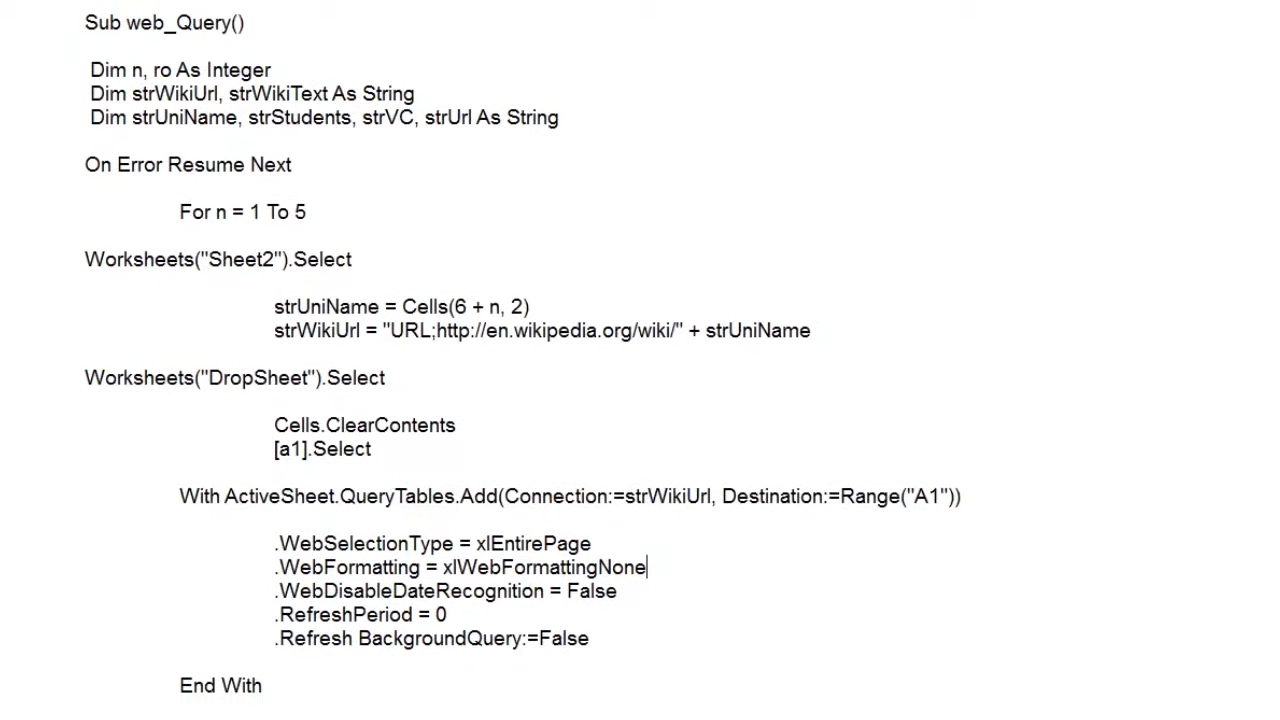 Sub web_Query()
Dim n, ro As Integer
Dim strWikiUrl, strWikiText As String
Dim strUniName, strStudents, strVC, strUrl As String
On Error Resume Next
For n = 1 To 5
Worksheets("Sheet2").Select
strUniName = Cells(6 + n, 2)
strWikiUrl = "URL;http://en.wikipedia.org/wiki/" + strUniName
Worksheets("DropSheet").Select
Cells.ClearContents
[a1].Select
With ActiveSheet.QueryTables.Add(Connection:=strWikiUrl, Destination:=Range("A1"))
.WebSelectionType = xlEntirePage
.WebFormatting = xlWebFormattingNone
.WebDisableDateRecognition = False
.RefreshPeriod = 0
.Refresh BackgroundQuery:=False
End With